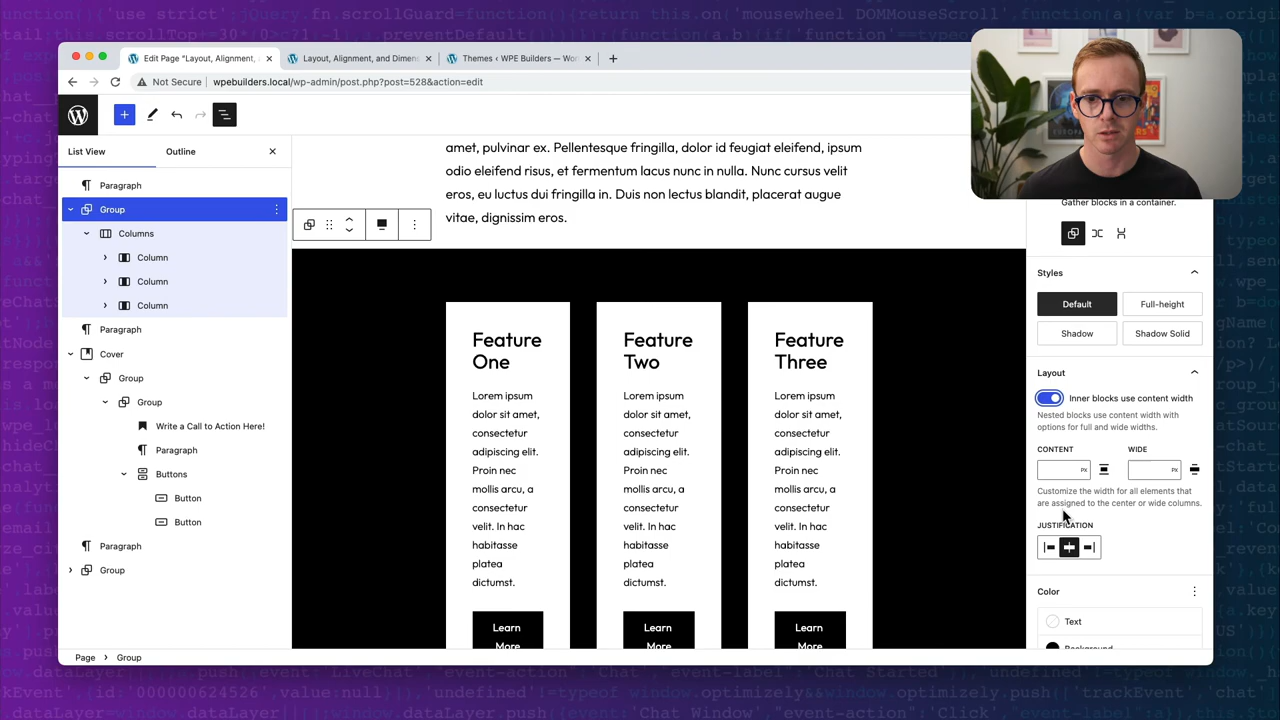 Edit Page "Layout, Alignment,
Layout, Alignment, and Dimens
Themes ‹ WPE Builders — Wor
Not Secure
wpebuilders.local/wp-admin/post.php?post=528&action=edit
List View
Outline
Paragraph
Group
Columns
Column
Column
Column
Paragraph
Cover
Group
Group
Write a Call to Action Here!
Paragraph
Buttons
Button
Button
Paragraph
Group
Page
Group
amet, pulvinar ex. Pellentesque fringilla, dolor id feugiat eleifend, ipsum
odio eleifend risus, et fermentum lacus nunc in nulla. Nunc cursus velit
eros, eu luctus dui fringilla in. Duis non lectus blandit, placerat augue
vitae, dignissim eros.
Feature
One
Lorem ipsum
dolor sit amet,
consectetur
adipiscing elit.
Proin nec
mollis arcu, a
consectetur
velit. In hac
habitasse
platea
dictumst.
Learn
More
Feature
Two
Lorem ipsum
dolor sit amet,
consectetur
adipiscing elit.
Proin nec
mollis arcu, a
consectetur
velit. In hac
habitasse
platea
dictumst.
Learn
More
Feature
Three
Lorem ipsum
dolor sit amet,
consectetur
adipiscing elit.
Proin nec
mollis arcu, a
consectetur
velit. In hac
habitasse
platea
dictumst.
Learn
More
Gather blocks in a container.
Styles
Default
Full-height
Shadow
Shadow Solid
Layout
Inner blocks use content width
Nested blocks use content width with
options for full and wide widths.
CONTENT
WIDE
PX
PX
Customize the width for all elements that
are assigned to the center or wide columns.
JUSTIFICATION
Color
Text
Background